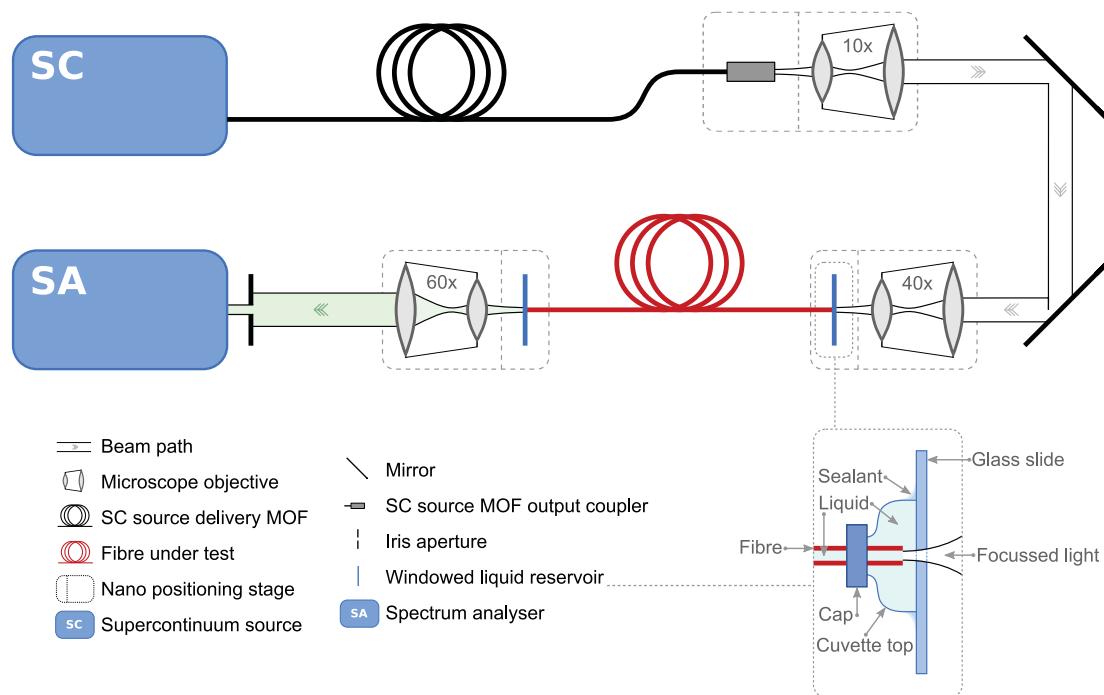 SC
10x
SA
60x
40x
Beam path
Microscope objective
SC source delivery MOF
Fibre under test
Nano positioning stage
SC
Supercontinuum source
Mirror
SC source MOF output coupler
Iris aperture
Windowed liquid reservoir
SA
Spectrum analyser
Glass slide
Sealant
Liquid
Fibre
Focussed light
Cap
Cuvette top